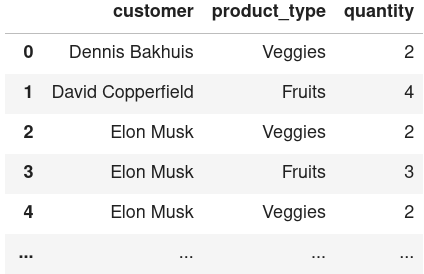 customer product_type quantity
0 Dennis Bakhuis Veggies 2
1 David Copperfield Fruits 4
2 Elon Musk Veggies 2
3 Elon Musk Fruits 3
4 Elon Musk Veggies 2
... ... ... ...